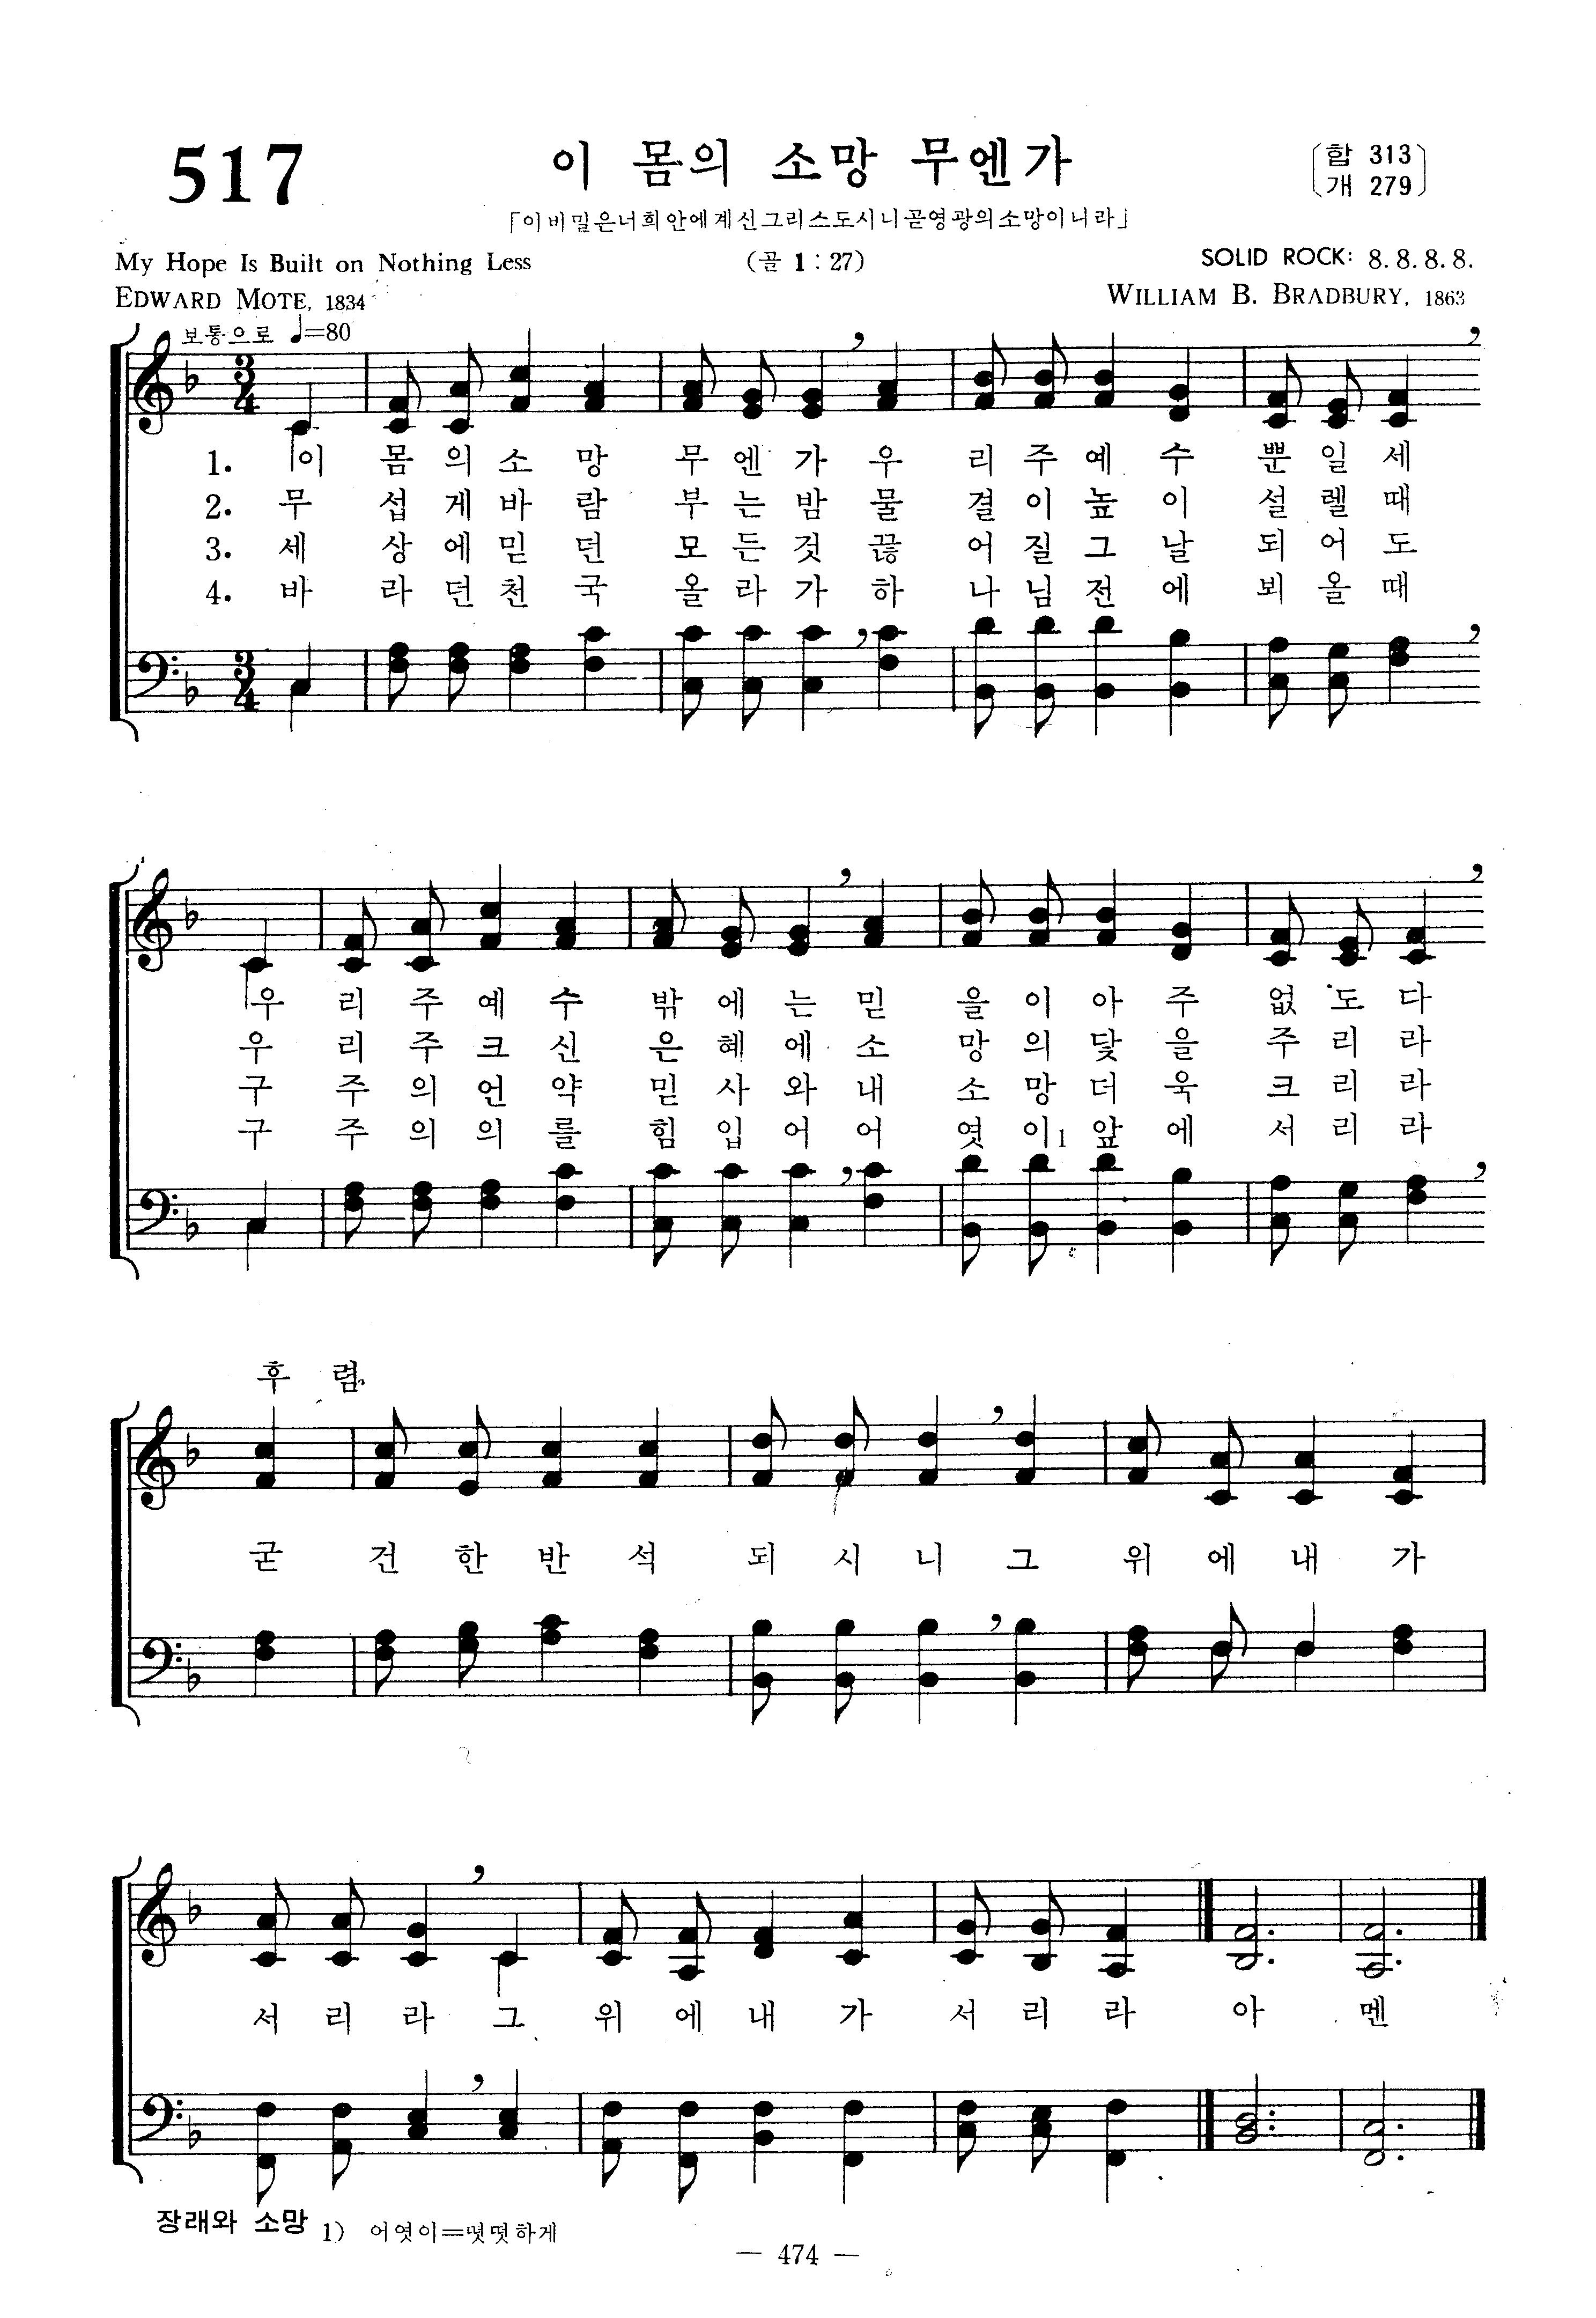 517
이 몸의 소망 무엔가
〔합 313 개 279〕
「이비밀은너희안에계신그리스도시니곧영광의소망이니라」
My Hope Is Built on Nothing Less
(골 1 : 27)
SOLID ROCK: 8. 8. 8. 8.
EDWARD MOTE, 1834
WILLIAM B. BRADBURY, 1863
보통으로 ♩=80
1. 이 몸 의 소 망 무 엔 가 우 리 주 예 수 뿐 일 세
2. 무 섭 게 바 람 부 는 밤 물 결 이 높 이 설 렐 때
3. 세 상 에 믿 던 모 든 것 끊 어 질 그 날 되 어 도
4. 바 라 던 천 국 올 라 가 하 나 님 전 에 뵈 올 때
우 리 주 예 수 밖 에 는 믿 을 이 아 주 없 도 다
우 리 주 크 신 은 혜 에 소 망 의 닻 을 주 리 라
구 주 의 언 약 믿 사 와 내 소 망 더 욱 크 리 라
구 주 의 의 를 힘 입 어 어 엿 이1 앞 에 서 리 라
후 렴
굳 건 한 반 석 되 시 니 그 위 에 내 가
서 리 라 그 위 에 내 가 서 리 라 아 멘
장래와 소망
1) 어엿이=떳떳하게
— 474 —